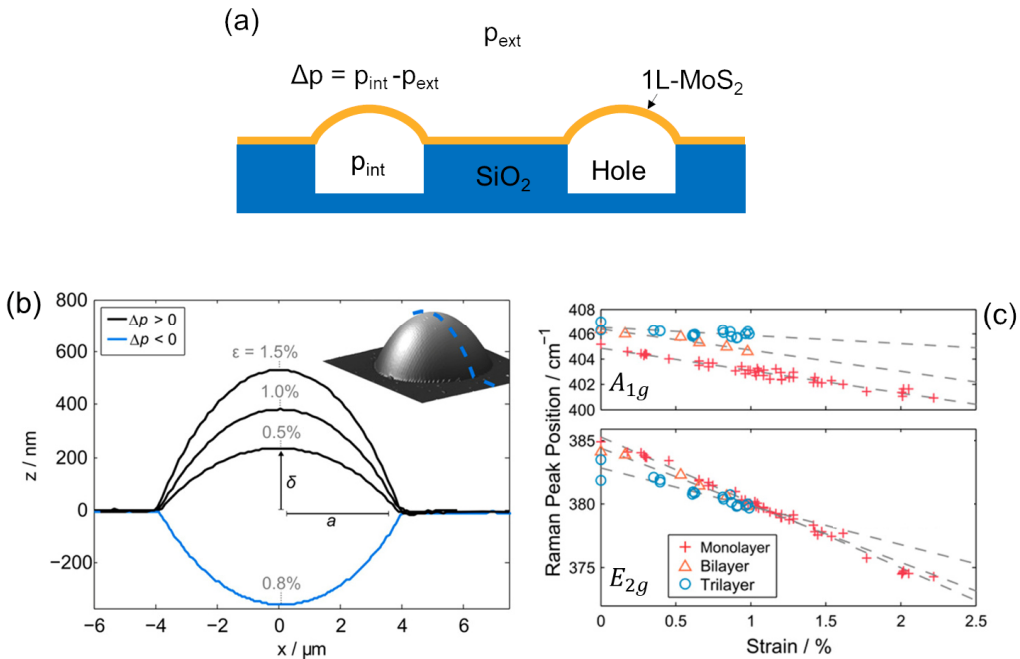 (a)
p_ext
Δp = p_int-p_ext
1L-MoS₂
p_int
SiO₂
Hole
(b)
800
600
400
200
0
−200
z / nm
Δp > 0
Δp < 0
ε = 1.5%
1.0%
0.5%
δ
a
0.8%
−6 −4 −2 0 2 4 6
x / μm
(c)
Raman Peak Position / cm⁻¹
408
406
404
402
400
A₁g
385
380
375
E₂g
Monolayer
Bilayer
Trilayer
0 0.5 1 1.5 2 2.5
Strain / %